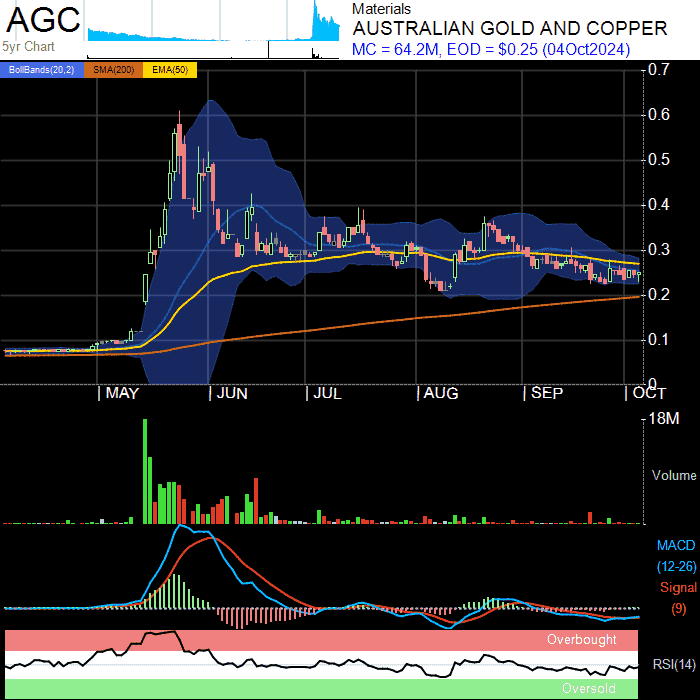 AGC
5yr Chart
Materials
AUSTRALIAN GOLD AND COPPER
MC = 64.2M, EOD = $0.25 (04Oct2024)
BollBands(20,2) SMA(200) EMA(50)
0.7
0.6
0.5
0.4
0.3
0.2
0.1
0
MAY JUN JUL AUG SEP OCT
18M
Volume
MACD
(12-26)
Signal
(9)
Overbought
RSI(14)
Oversold